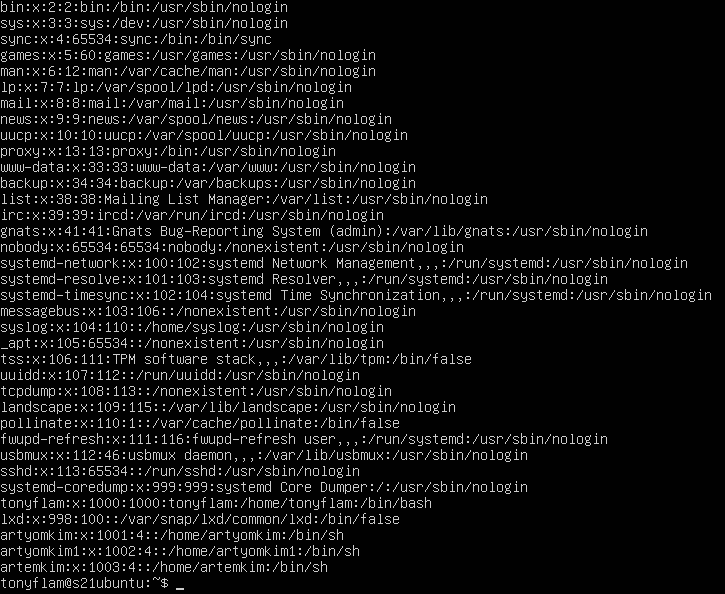 bin:x:2:2:bin:/bin:/usr/sbin/nologin
sys:x:3:3:sys:/dev:/usr/sbin/nologin
sync:x:4:65534:sync:/bin:/bin/sync
games:x:5:60:games:/usr/games:/usr/sbin/nologin
man:x:6:12:man:/var/cache/man:/usr/sbin/nologin
lp:x:7:7:lp:/var/spool/lpd:/usr/sbin/nologin
mail:x:8:8:mail:/var/mail:/usr/sbin/nologin
news:x:9:9:news:/var/spool/news:/usr/sbin/nologin
uucp:x:10:10:uucp:/var/spool/uucp:/usr/sbin/nologin
proxy:x:13:13:proxy:/bin:/usr/sbin/nologin
www-data:x:33:33:www-data:/var/www:/usr/sbin/nologin
backup:x:34:34:backup:/var/backups:/usr/sbin/nologin
list:x:38:38:Mailing List Manager:/var/list:/usr/sbin/nologin
irc:x:39:39:ircd:/var/run/ircd:/usr/sbin/nologin
gnats:x:41:41:Gnats Bug-Reporting System (admin):/var/lib/gnats:/usr/sbin/nologin
nobody:x:65534:65534:nobody:/nonexistent:/usr/sbin/nologin
systemd-network:x:100:102:systemd Network Management,,,:/run/systemd:/usr/sbin/nologin
systemd-resolve:x:101:103:systemd Resolver,,,:/run/systemd:/usr/sbin/nologin
systemd-timesync:x:102:104:systemd Time Synchronization,,,:/run/systemd:/usr/sbin/nologin
messagebus:x:103:106::/nonexistent:/usr/sbin/nologin
syslog:x:104:110::/home/syslog:/usr/sbin/nologin
_apt:x:105:65534::/nonexistent:/usr/sbin/nologin
tss:x:106:111:TPM software stack,,,:/var/lib/tpm:/bin/false
uuidd:x:107:112::/run/uuidd:/usr/sbin/nologin
tcpdump:x:108:113::/nonexistent:/usr/sbin/nologin
landscape:x:109:115::/var/lib/landscape:/usr/sbin/nologin
pollinate:x:110:1::/var/cache/pollinate:/bin/false
fwupd-refresh:x:111:116:fwupd-refresh user,,,:/run/systemd:/usr/sbin/nologin
usbmux:x:112:46:usbmux daemon,,,:/var/lib/usbmux:/usr/sbin/nologin
sshd:x:113:65534::/run/sshd:/usr/sbin/nologin
systemd-coredump:x:999:999:systemd Core Dumper:/:/usr/sbin/nologin
tonyflam:x:1000:1000:tonyflam:/home/tonyflam:/bin/bash
lxd:x:998:100::/var/snap/lxd/common/lxd:/bin/false
artyomkim:x:1001:4::/home/artyomkim:/bin/sh
artyomkim1:x:1002:4::/home/artyomkim1:/bin/sh
artemkim:x:1003:4::/home/artemkim:/bin/sh
tonyflam@s21ubuntu:~$ _